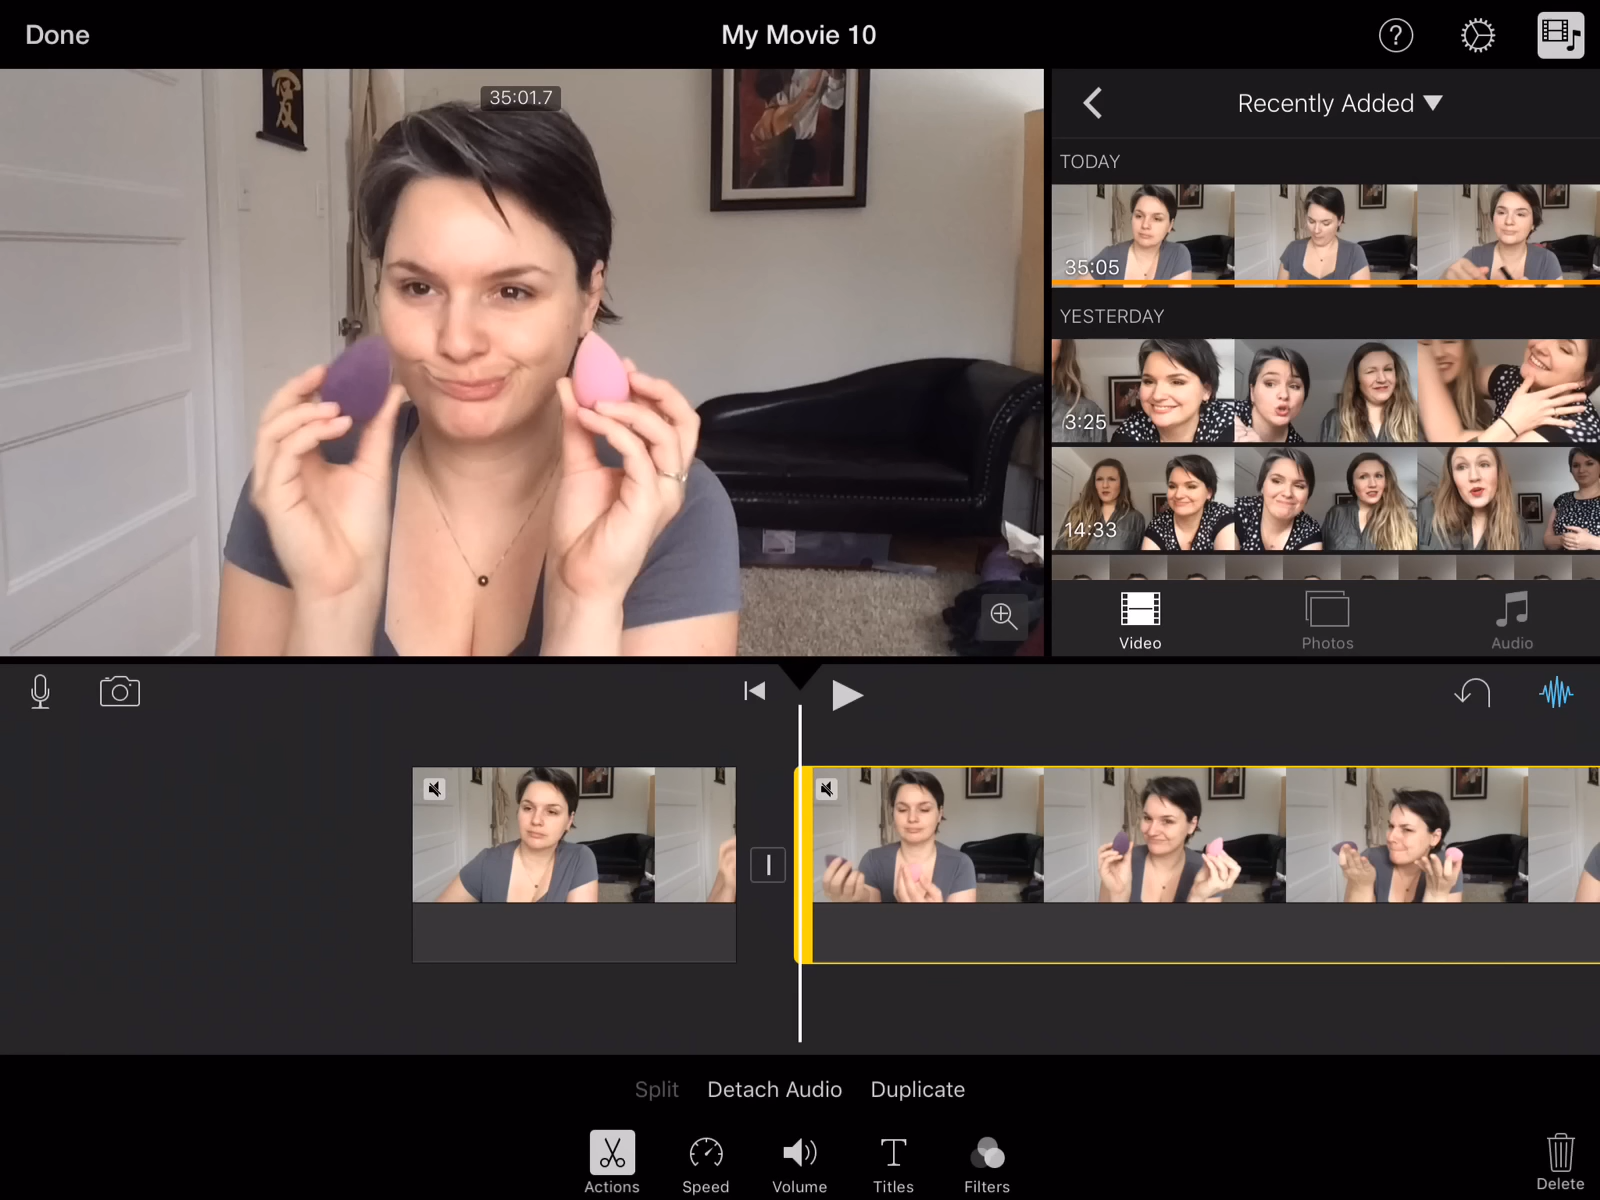 Done
My Movie 10
?
35:01.7
愛
Recently Added
TODAY
35:05
YESTERDAY
3:25
14:33
Video
Photos
Audio
Split
Detach Audio
Duplicate
Actions
Speed
Volume
T
Titles
Filters
Delete